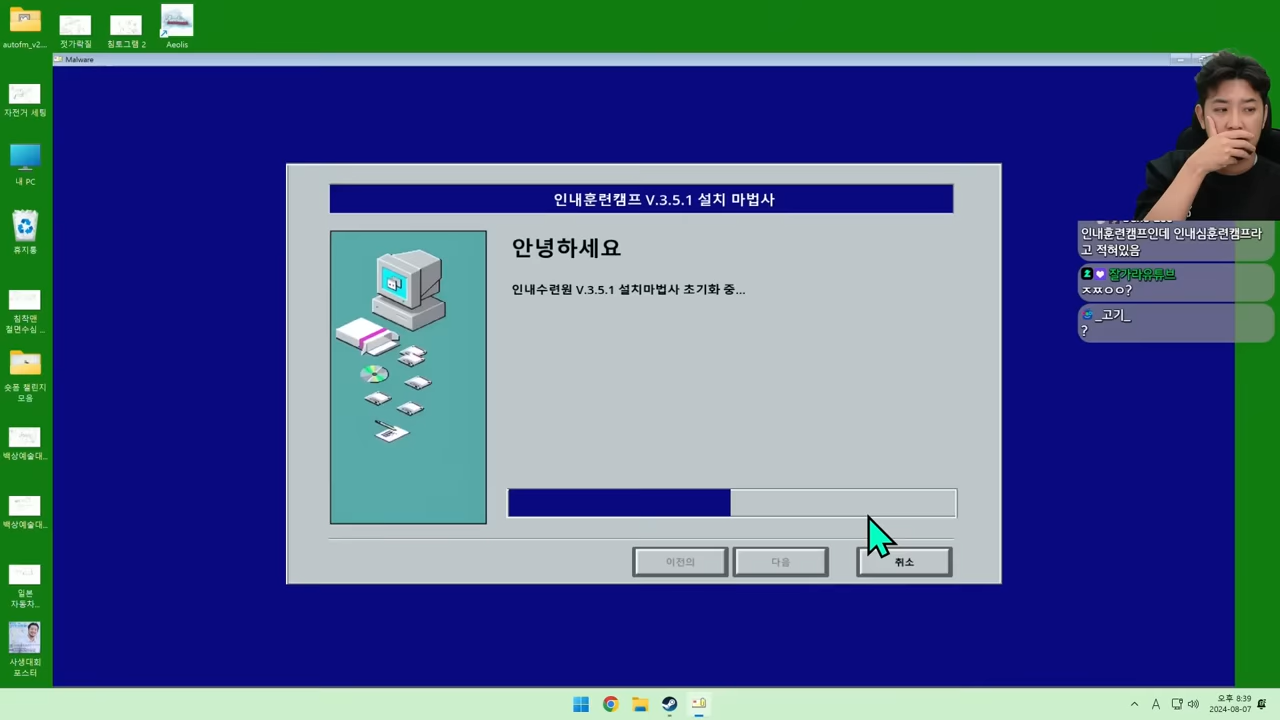 autofm_v2...
젓가락질
침토그램 2
Aeolis
Malware
자전거 세팅
내 PC
휴지통
침착맨
철면수심 ...
숏퐁 챌린지
모음
백상예술대...
백상예술대...
일본
자동차...
사생대회
포스터
인내훈련캠프 V.3.5.1 설치 마법사
안녕하세요
인내수련원 V.3.5.1 설치마법사 초기화 중...
이전의
다음
취소
인내훈련캠프인데 인내심훈련캠프라
고 적혀있음
잘가라유튜브
ㅈㅉㅇㅇ?
_고기_
?
A
오후 8:39
2024-08-07